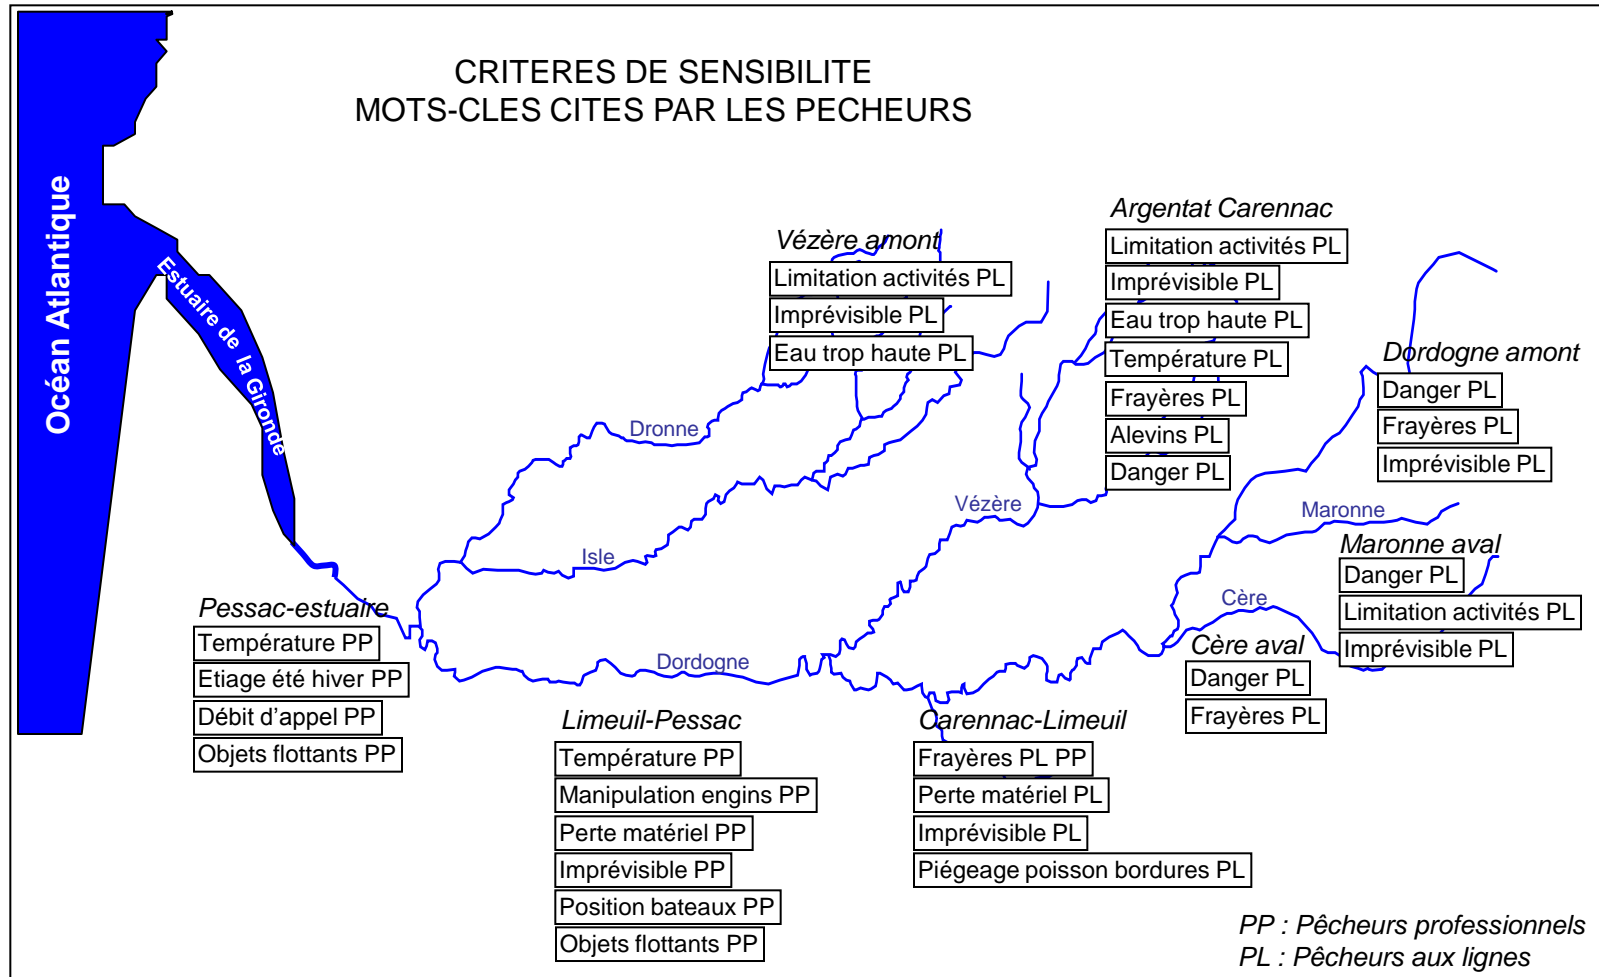 CRITERES DE SENSIBILITE
MOTS-CLES CITES PAR LES PECHEURS
Océan Atlantique
Estuaire de la Gironde
Vézère amont
Limitation activités PL
Imprévisible PL
Eau trop haute PL
Argentat Carennac
Limitation activités PL
Imprévisible PL
Eau trop haute PL
Température PL
Frayères PL
Alevins PL
Danger PL
Dordogne amont
Danger PL
Frayères PL
Imprévisible PL
Dronne
Isle
Vézère
Maronne
Maronne aval
Danger PL
Limitation activités PL
Imprévisible PL
Cère
Cère aval
Danger PL
Frayères PL
Dordogne
Pessac-estuaire
Température PP
Etiage été hiver PP
Débit d'appel PP
Objets flottants PP
Limeuil-Pessac
Température PP
Manipulation engins PP
Perte matériel PP
Imprévisible PP
Position bateaux PP
Objets flottants PP
Carennac-Limeuil
Frayères PL PP
Perte matériel PL
Imprévisible PL
Piégeage poisson bordures PL
PP : Pêcheurs professionnels
PL : Pêcheurs aux lignes